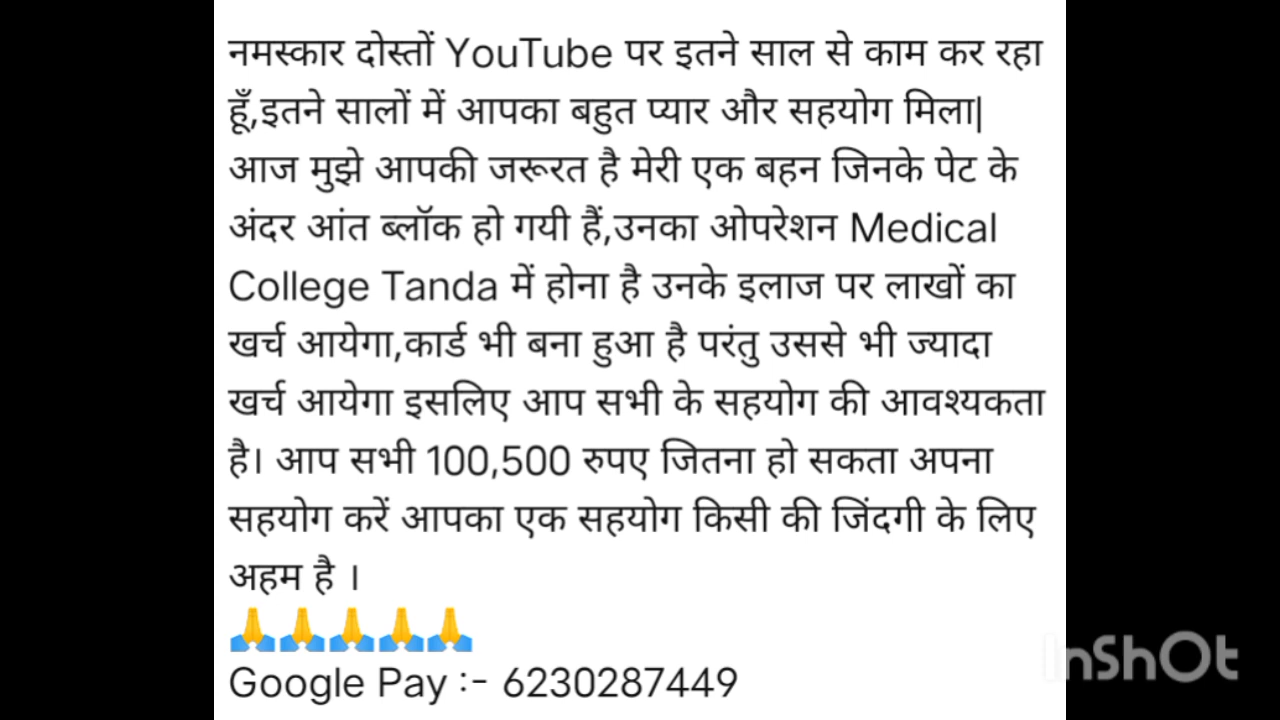 नमस्कार दोस्तों YouTube पर इतने साल से काम कर रहा
हूँ,इतने सालों में आपका बहुत प्यार और सहयोग मिला|
आज मुझे आपकी जरूरत है मेरी एक बहन जिनके पेट के
अंदर आंत ब्लॉक हो गयी हैं,उनका ओपरेशन Medical
College Tanda में होना है उनके इलाज पर लाखों का
खर्च आयेगा,कार्ड भी बना हुआ है परंतु उससे भी ज्यादा
खर्च आयेगा इसलिए आप सभी के सहयोग की आवश्यकता
है। आप सभी 100,500 रुपए जितना हो सकता अपना
सहयोग करें आपका एक सहयोग किसी की जिंदगी के लिए
अहम है ।
🙏🙏🙏🙏🙏
Google Pay :- 6230287449
InShOt